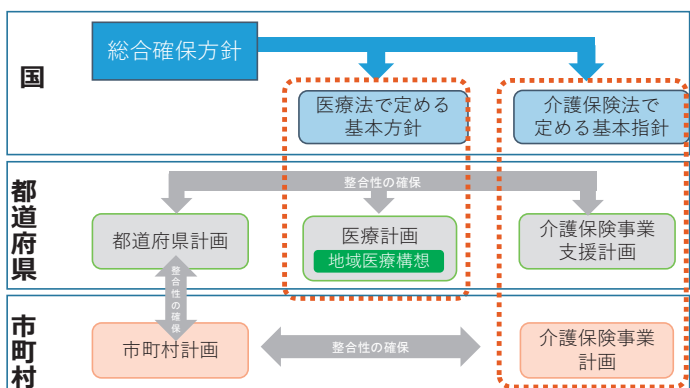 国
総合確保方針
医療法で定める
基本方針
介護保険法で
定める基本指針
都道府県
整合性の確保
都道府県計画
医療計画
地域医療構想
介護保険事業
支援計画
整合性の確保
市町村
市町村計画
整合性の確保
介護保険事業
計画